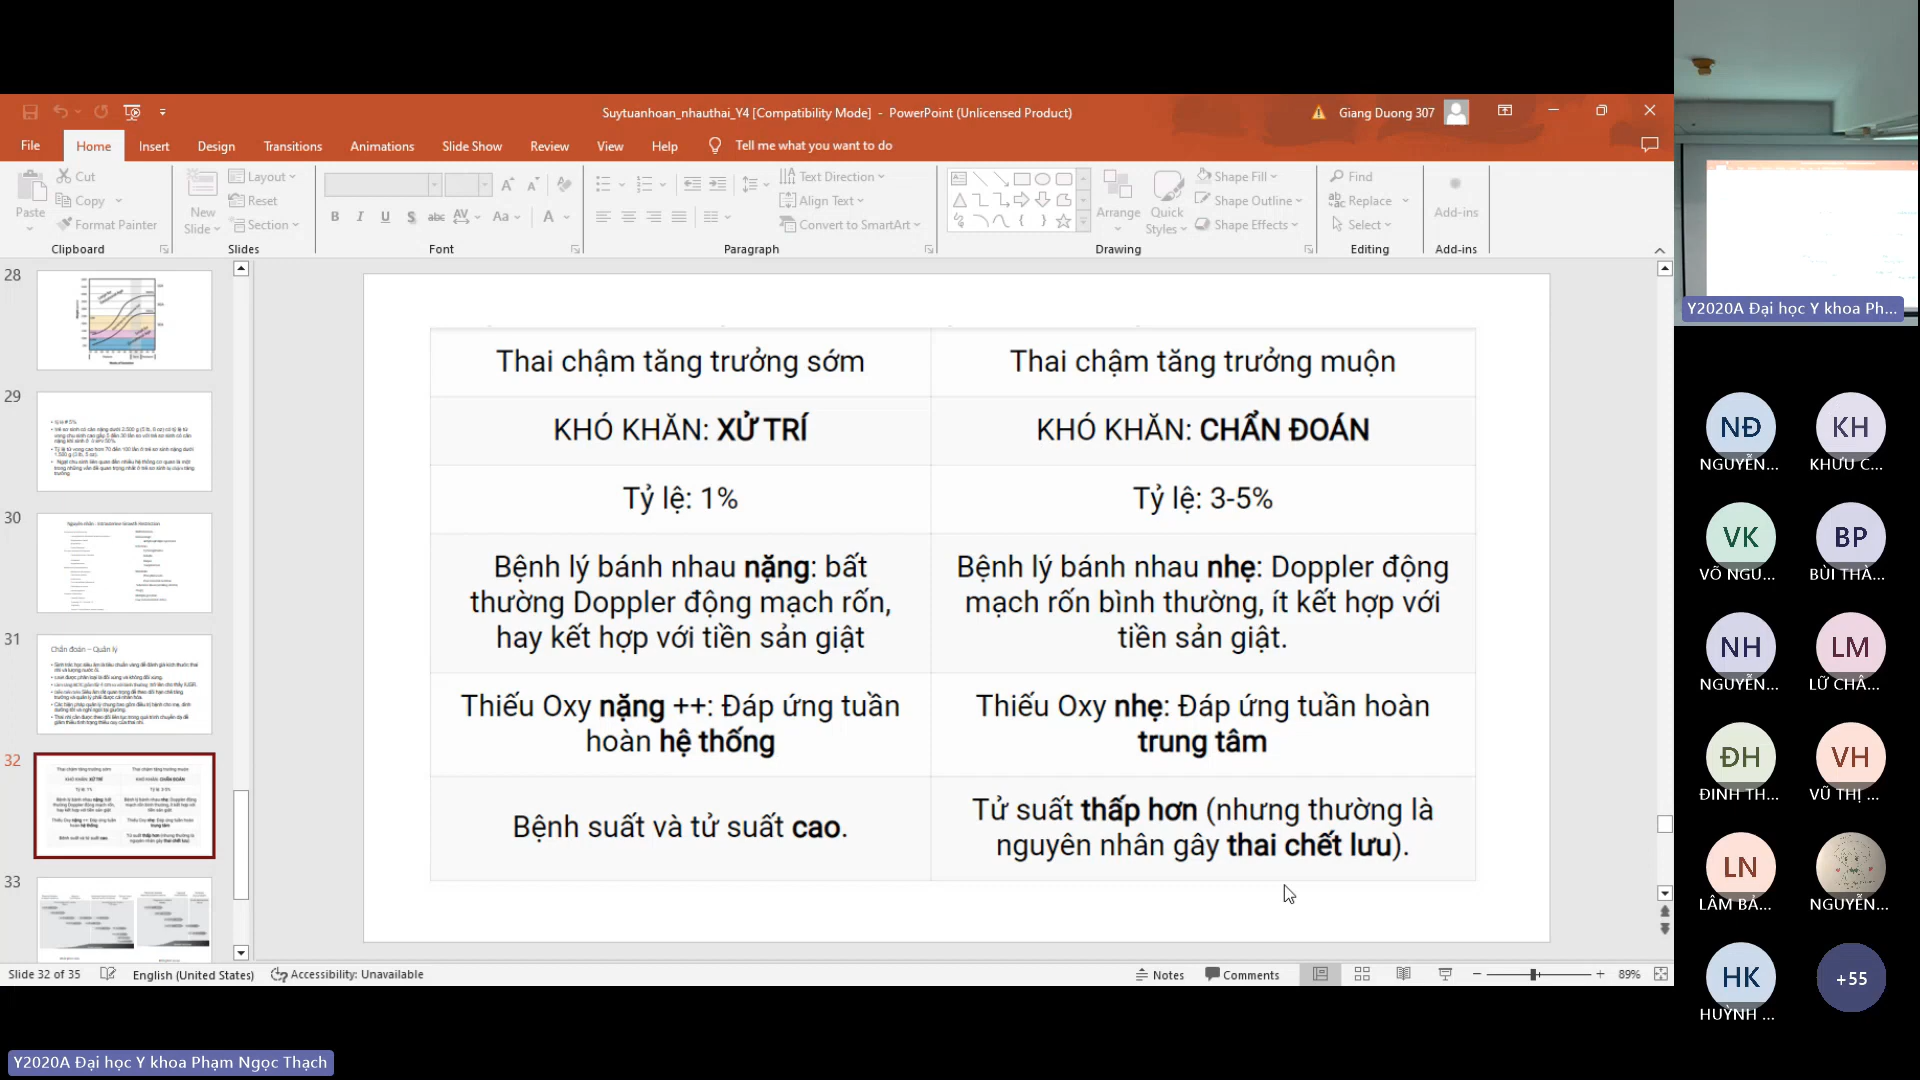 Suytuanhoan_nhauthai_Y4 [Compatibility Mode] - PowerPoint (Unlicensed Product)
Giang Duong 307
File Home Insert Design Transitions Animations Slide Show Review View Help Tell me what you want to do
Paste
Cut
Copy
Format Painter
Clipboard
New Slide
Layout
Reset
Section
Slides
Font
Text Direction
Align Text
Convert to SmartArt
Paragraph
Arrange
Quick Styles
Shape Fill
Shape Outline
Shape Effects
Drawing
Find
Replace
Select
Editing
Add-ins
Add-ins
28
29
30
31
Chẩn đoán – Quản lý
32
33
Thai chậm tăng trưởng sớm
Thai chậm tăng trưởng muộn
KHÓ KHĂN: XỬ TRÍ
KHÓ KHĂN: CHẨN ĐOÁN
Tỷ lệ: 1%
Tỷ lệ: 3-5%
Bệnh lý bánh nhau nặng: bất
thường Doppler động mạch rốn,
hay kết hợp với tiền sản giật
Bệnh lý bánh nhau nhẹ: Doppler động
mạch rốn bình thường, ít kết hợp với
tiền sản giật.
Thiếu Oxy nặng ++: Đáp ứng tuần
hoàn hệ thống
Thiếu Oxy nhẹ: Đáp ứng tuần hoàn
trung tâm
Bệnh suất và tử suất cao.
Tử suất thấp hơn (nhưng thường là
nguyên nhân gây thai chết lưu).
Slide 32 of 35 English (United States) Accessibility: Unavailable
Notes Comments 89%
Y2020A Đại học Y khoa Phạm Ngọc Thạch
Y2020A Đại học Y khoa Ph...
NĐ
NGUYỄN...
KH
KHƯU C...
VK
VÕ NGU...
BP
BÙI THÀ...
NH
NGUYỄN...
LM
LỮ CHÂ...
ĐH
ĐINH TH...
VH
VŨ THỊ ...
LN
LÂM BẢ...
NGUYỄN...
HK
HUỲNH ...
+55